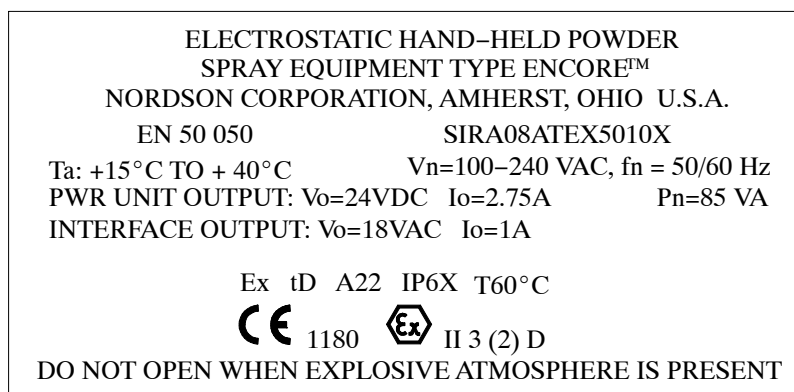 ELECTROSTATIC HAND–HELD POWDER
SPRAY EQUIPMENT TYPE ENCORE™
NORDSON CORPORATION, AMHERST, OHIO U.S.A.
EN 50 050 SIRA08ATEX5010X
Ta: +15°C TO + 40°C Vn=100–240 VAC, fn = 50/60 Hz
PWR UNIT OUTPUT: Vo=24VDC Io=2.75A Pn=85 VA
INTERFACE OUTPUT: Vo=18VAC Io=1A
Ex tD A22 IP6X T60°C
CE 1180 Ex II 3 (2) D
DO NOT OPEN WHEN EXPLOSIVE ATMOSPHERE IS PRESENT